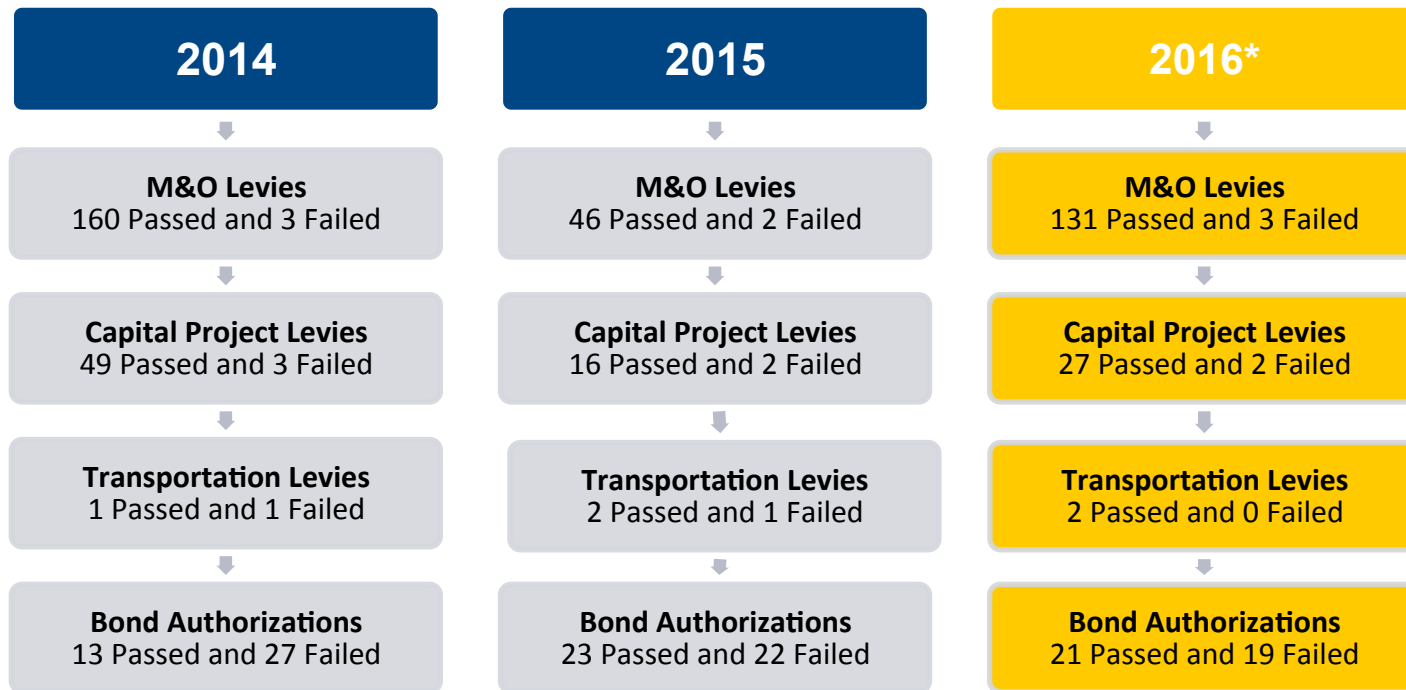 2014
M&O Levies
160 Passed and 3 Failed
Capital Project Levies
49 Passed and 3 Failed
Transportation Levies
1 Passed and 1 Failed
Bond Authorizations
13 Passed and 27 Failed
2015
M&O Levies
46 Passed and 2 Failed
Capital Project Levies
16 Passed and 2 Failed
Transportation Levies
2 Passed and 1 Failed
Bond Authorizations
23 Passed and 22 Failed
2016*
M&O Levies
131 Passed and 3 Failed
Capital Project Levies
27 Passed and 2 Failed
Transportation Levies
2 Passed and 0 Failed
Bond Authorizations
21 Passed and 19 Failed